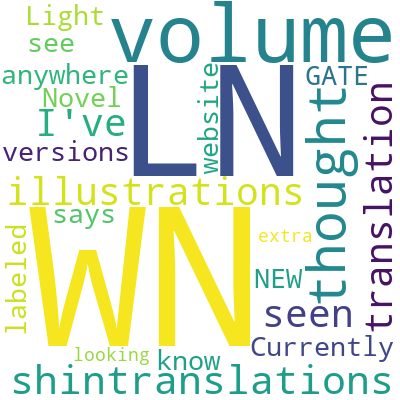 Light
volume
see
anywhere
LN
website
GATE
Novel
I've
thought
translation
versions
illustrations
says
WN
labeled
extra
NEW
seen
Currently
looking
know
shintranslations